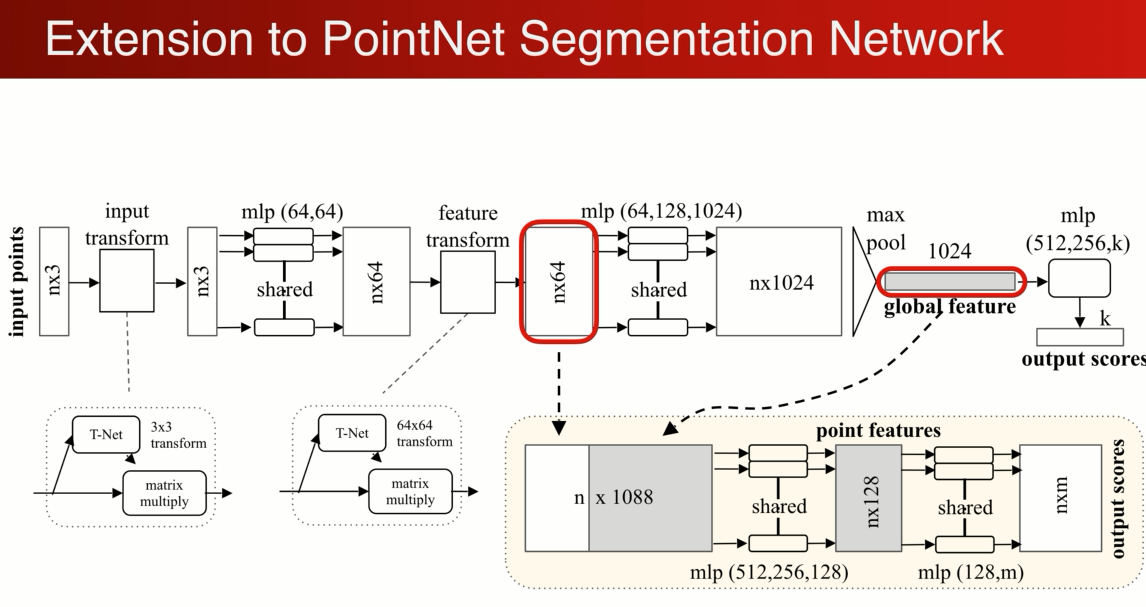 Extension to PointNet Segmentation Network
input points
nx3
input
transform
nx3
mlp (64,64)
shared
nx64
feature
transform
nx64
mlp (64,128,1024)
shared
nx1024
max
pool
1024
global feature
mlp
(512,256,k)
k
output scores
T-Net
3x3
transform
matrix
multiply
T-Net
64x64
transform
matrix
multiply
point features
n x 1088
shared
mlp (512,256,128)
nx128
shared
mlp (128,m)
nxm
output scores